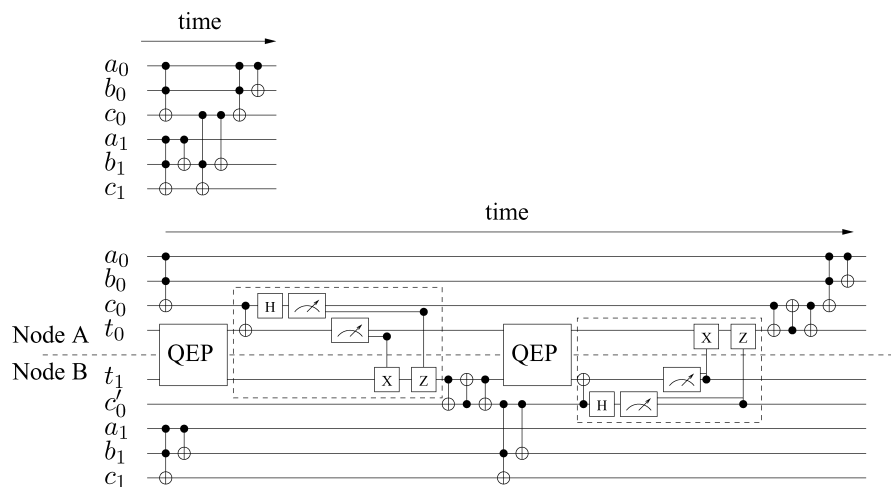 time
a₀
b₀
c₀
a₁
b₁
c₁
time
a₀
b₀
c₀
H
Node A t₀
QEP QEP X Z
Node B t₁
X Z
c₀′
H
a₁
b₁
c₁